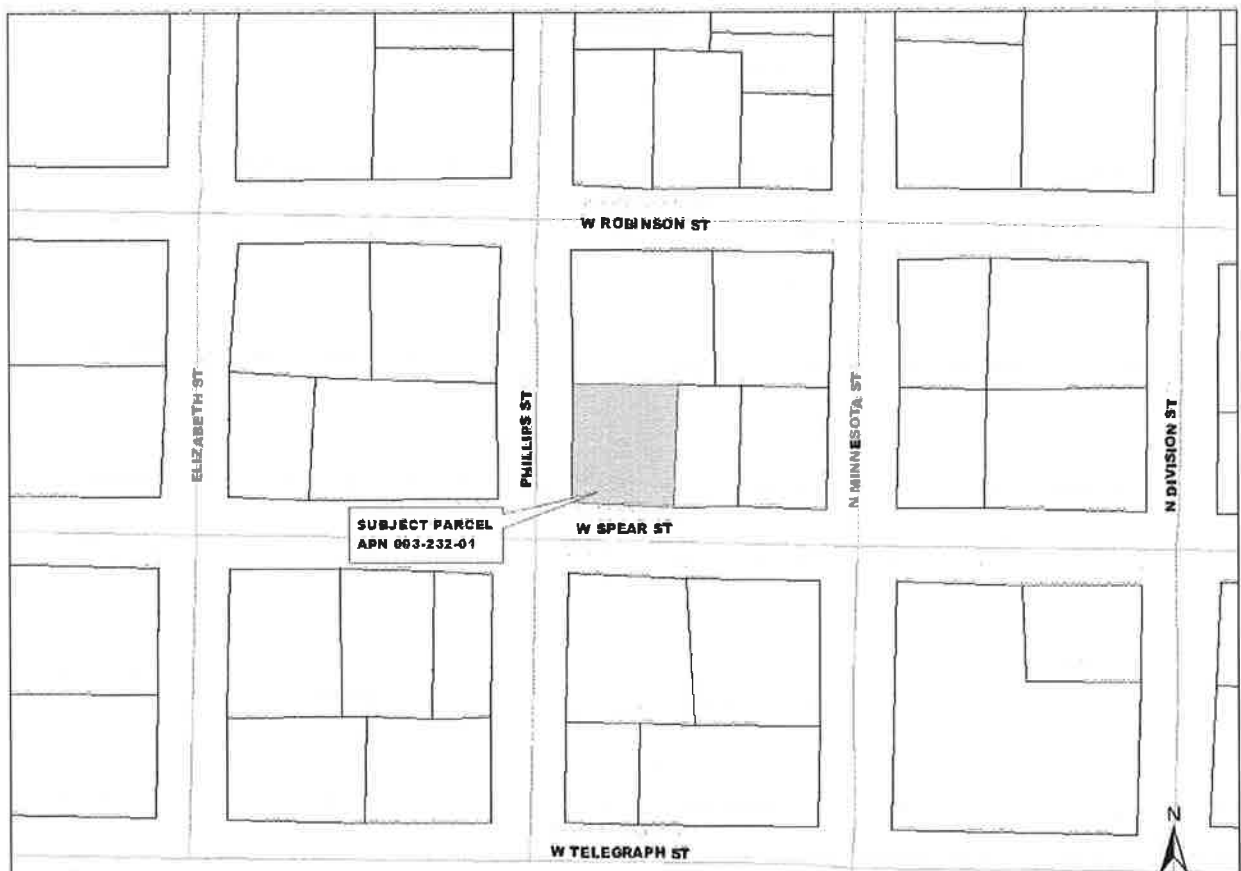 W ROBINSON ST
ELIZABETH ST
PHILLIPS ST
N MINNESOTA ST
N DIVISION ST
SUBJECT PARCEL
APN 003-232-01
W SPEAR ST
N
W TELEGRAPH ST